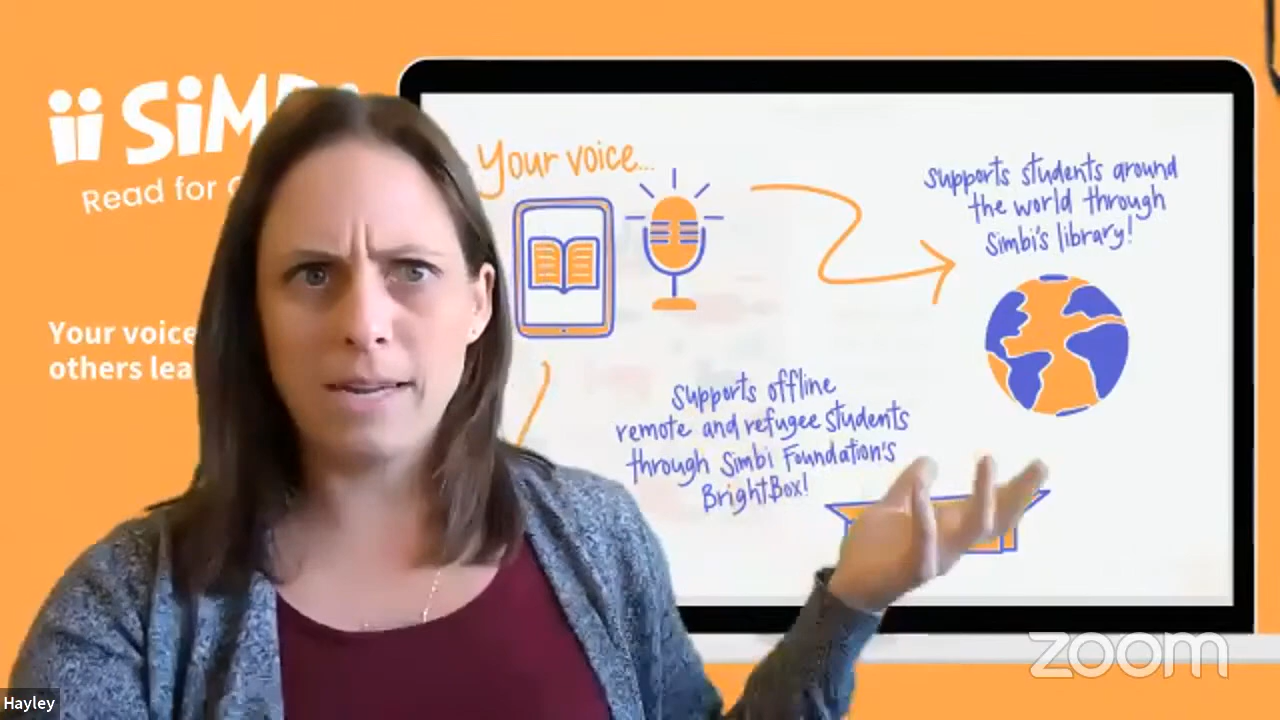 SiMB
Read for
Your voice
others lea
Your voice...
Supports students around
the world through
Simbi's library!
Supports offline
remote and refugee students
through Simbi Foundation's
BrightBox!
zoom
Hayley